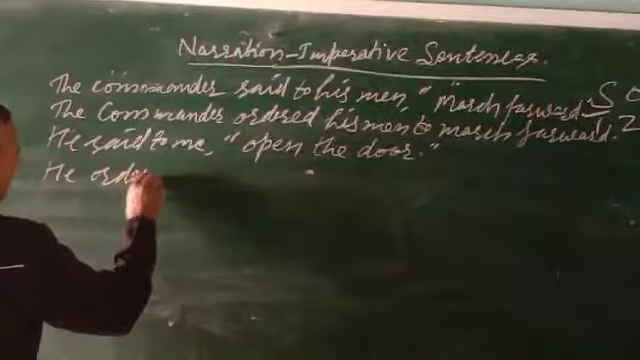 Narration-Imperative Sentences.
The commander said to his men, "March forward."
The Commander ordered his men to march forward.
He said to me, "open the door."
He orde